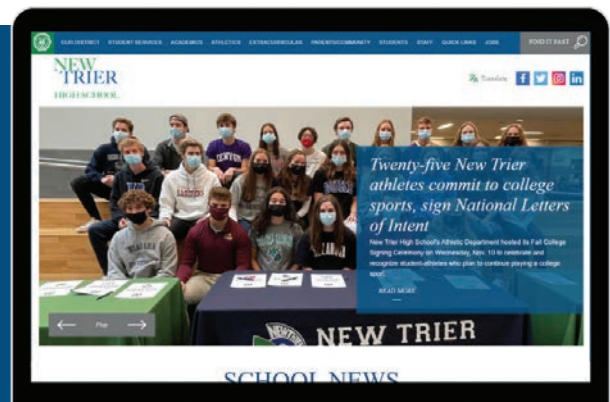 OUR DISTRICT STUDENT SERVICES ACADEMICS ATHLETICS EXTRACURRICULAR PARENTS/COMMUNITY STUDENTS STAFF QUICK LINKS JOBS FIND IT FAST
NEW
TRIER
HIGH SCHOOL
Translate
Twenty-five New Trier
athletes commit to college
sports, sign National Letters
of Intent
New Trier High School's Athletic Department hosted its Fall College
Signing Ceremony on Wednesday, Nov. 10 to celebrate and
recognize student-athletes who plan to continue playing a college
sport.
READ MORE
Play
NEW TRIER
SCHOOL NEWS